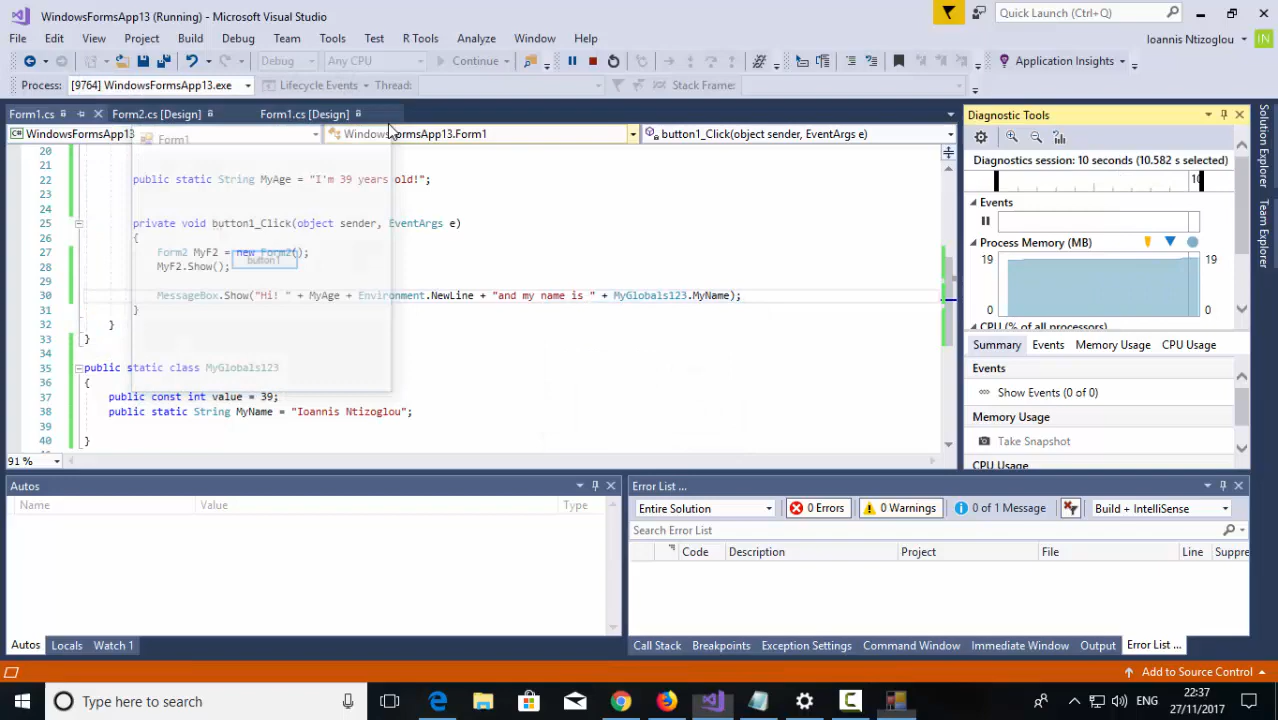 WindowsFormsApp13 (Running) - Microsoft Visual Studio
Quick Launch (Ctrl+Q)
File Edit View Project Build Debug Team Tools Test R Tools Analyze Window Help
Ioannis Ntizoglou IN
Debug Any CPU Continue Application Insights
Process: [9764] WindowsFormsApp13.exe Lifecycle Events Thread: Stack Frame:
Form1.cs Form2.cs [Design] Form1.cs [Design]
WindowsFormsApp13 WindowsFormsApp13.Form1 button1_Click(object sender, EventArgs e)
Form1
20
21
22 public static String MyAge = "I'm 39 years old!";
23
24
25 private void button1_Click(object sender, EventArgs e)
26 {
27 Form2 MyF2 = new Form2();
button1
28 MyF2.Show();
29
30 MessageBox.Show("Hi! " + MyAge + Environment.NewLine + "and my name is " + MyGlobals123.MyName);
31 }
32 }
33 }
34
35 public static class MyGlobals123
36 {
37 public const int value = 39;
38 public static String MyName = "Ioannis Ntizoglou";
39
40 }
91 %
Diagnostic Tools
Diagnostics session: 10 seconds (10.582 s selected)
10
Events
Process Memory (MB)
19 19
0 0
CPU (% of all processors)
Summary Events Memory Usage CPU Usage
Events
Show Events (0 of 0)
Memory Usage
Take Snapshot
CPU Usage
Solution Explorer
Team Explorer
Autos
Name Value Type
Autos Locals Watch 1
Error List ...
Entire Solution 0 Errors 0 Warnings 0 of 1 Message Build + IntelliSense
Search Error List
Code Description Project File Line Suppre
Call Stack Breakpoints Exception Settings Command Window Immediate Window Output Error List ...
Add to Source Control
Type here to search
ENG
22:37
27/11/2017